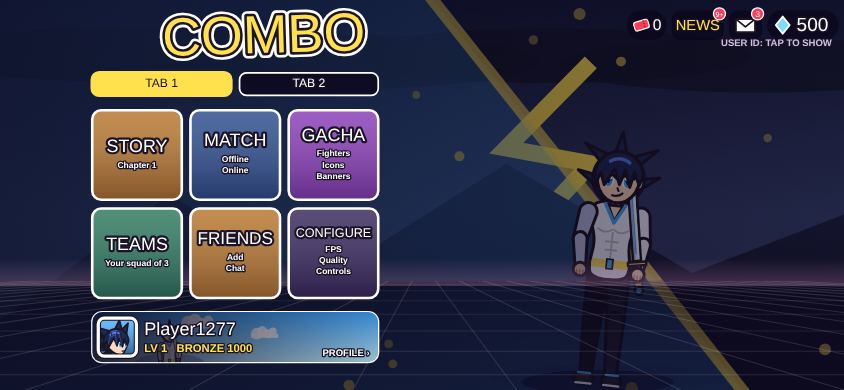 COMBO
0
NEWS
9+
3
500
USER ID: TAP TO SHOW
TAB 1
TAB 2
STORY
Chapter 1
MATCH
Offline
Online
GACHA
Fighters
Icons
Banners
TEAMS
Your squad of 3
FRIENDS
Add
Chat
CONFIGURE
FPS
Quality
Controls
Player1277
LV 1 BRONZE 1000
PROFILE ›